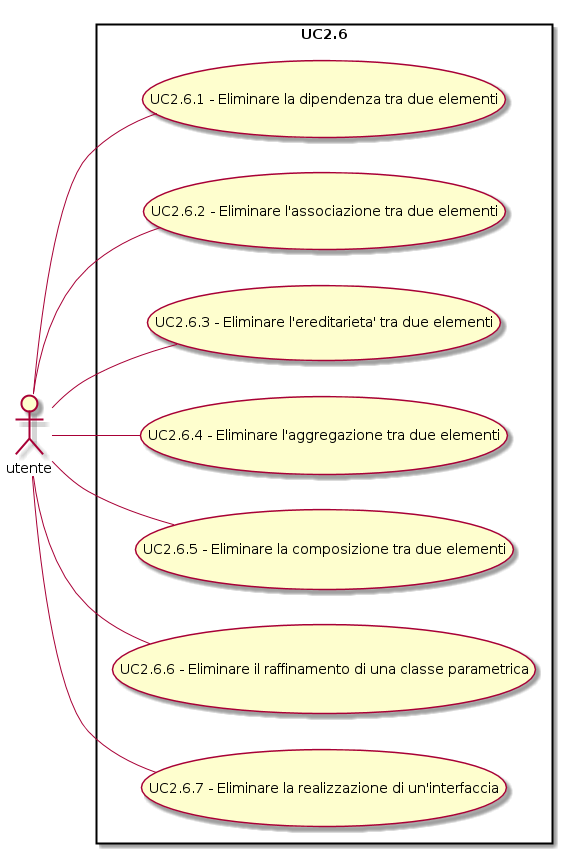 UC2.6
UC2.6.1 - Eliminare la dipendenza tra due elementi
UC2.6.2 - Eliminare l'associazione tra due elementi
UC2.6.3 - Eliminare l'ereditarieta' tra due elementi
UC2.6.4 - Eliminare l'aggregazione tra due elementi
utente
UC2.6.5 - Eliminare la composizione tra due elementi
UC2.6.6 - Eliminare il raffinamento di una classe parametrica
UC2.6.7 - Eliminare la realizzazione di un'interfaccia